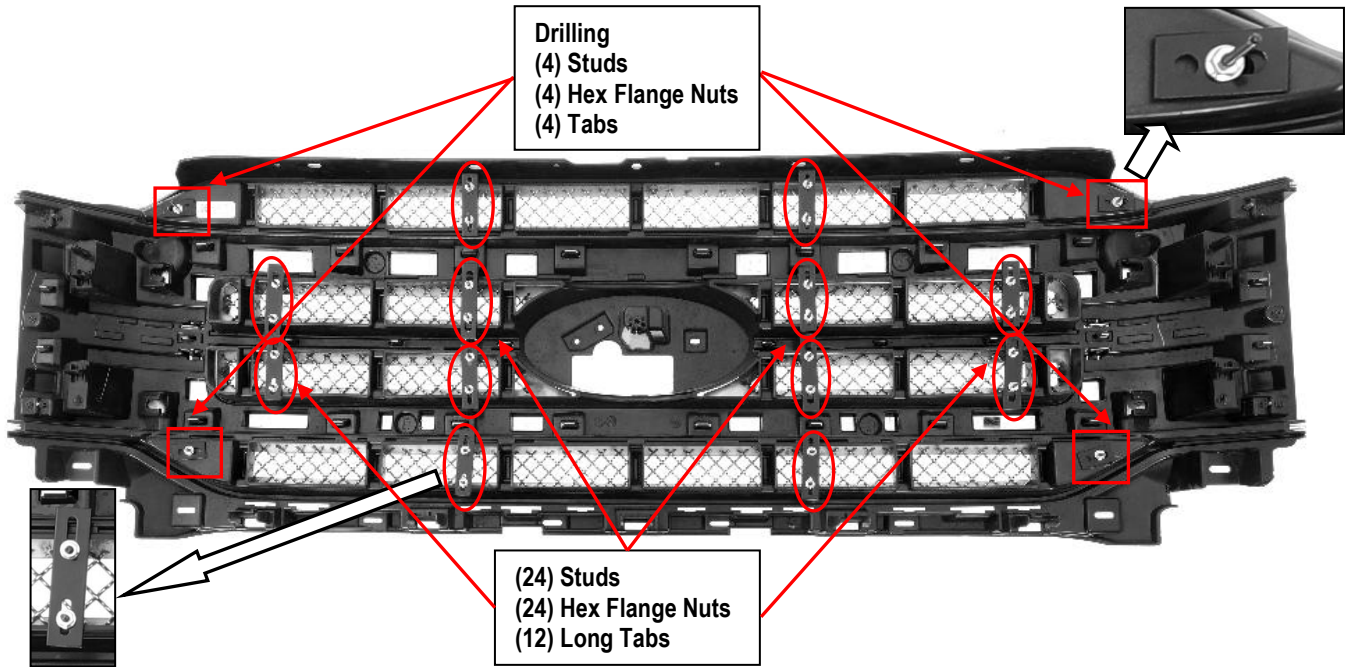 Drilling
(4) Studs
(4) Hex Flange Nuts
(4) Tabs
(24) Studs
(24) Hex Flange Nuts
(12) Long Tabs